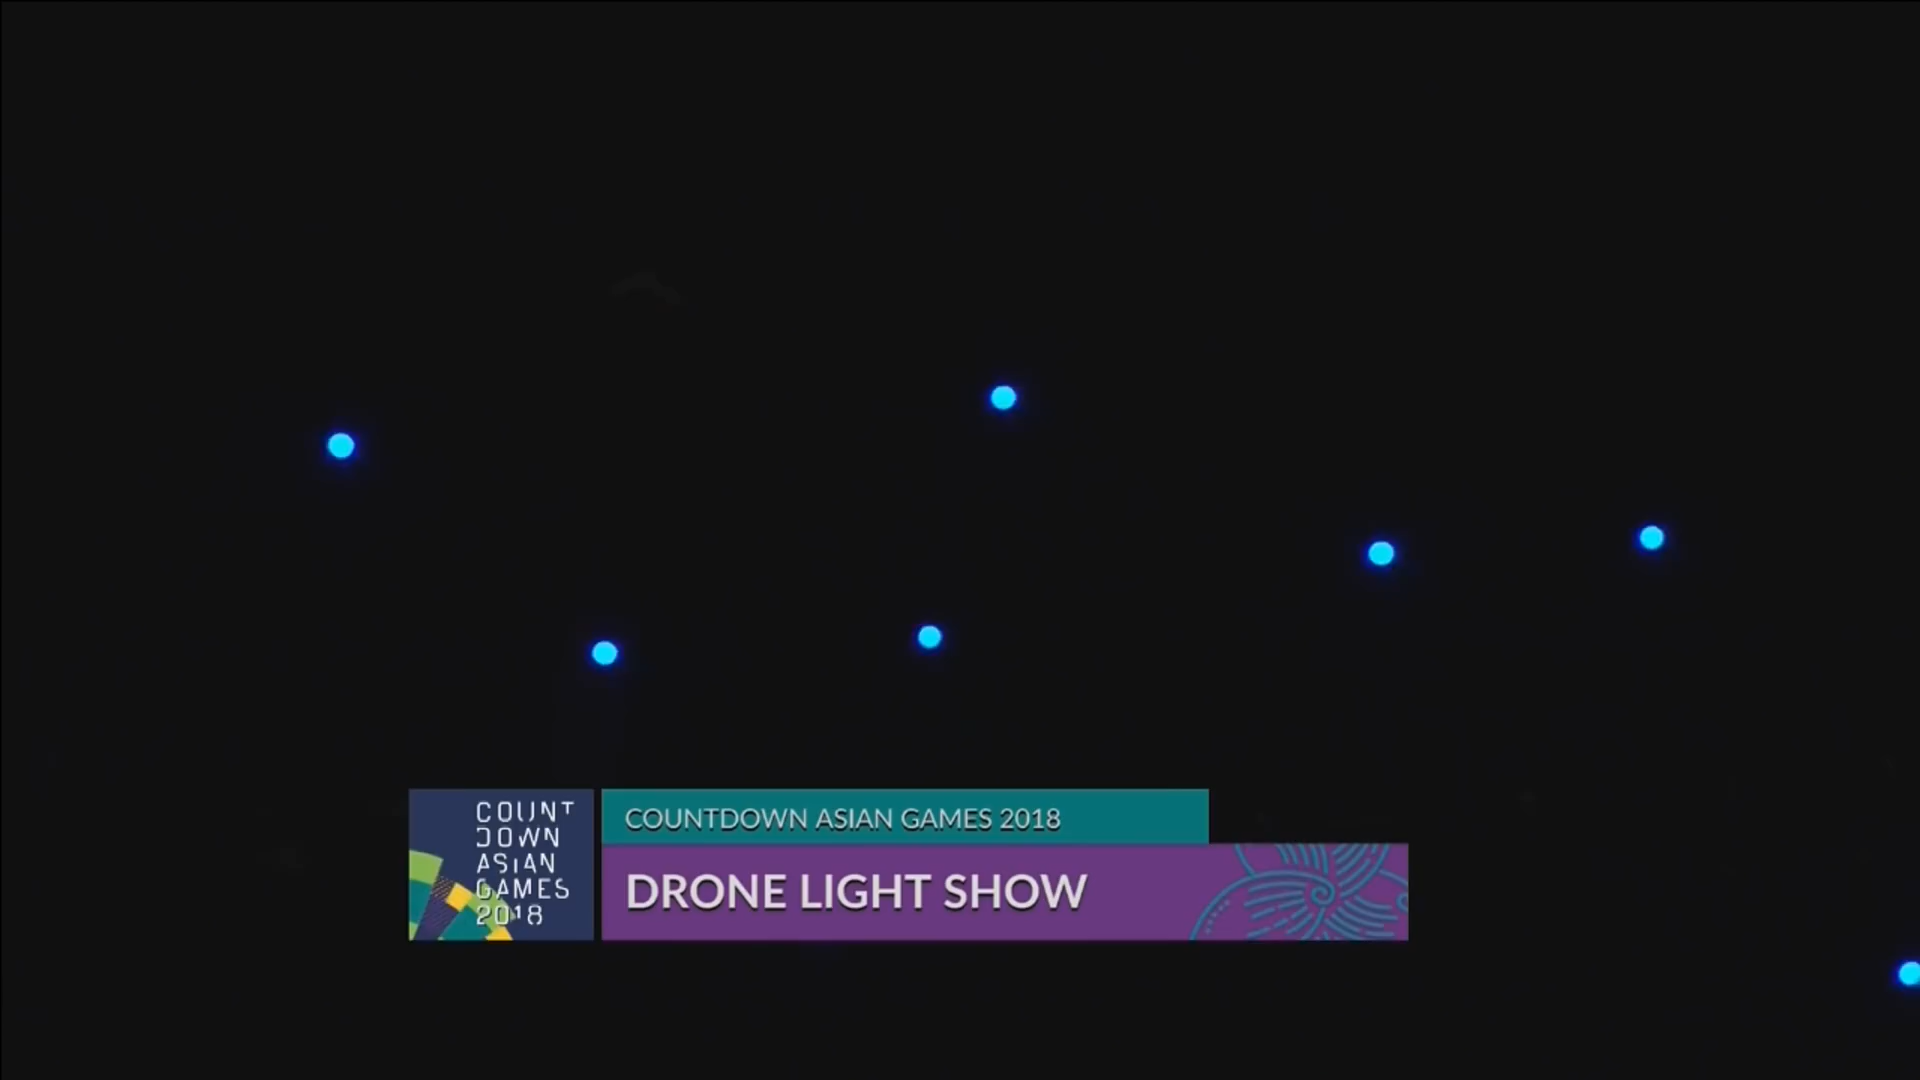 COUNT
DOWN
ASIAN
GAMES
2018
COUNTDOWN ASIAN GAMES 2018
DRONE LIGHT SHOW